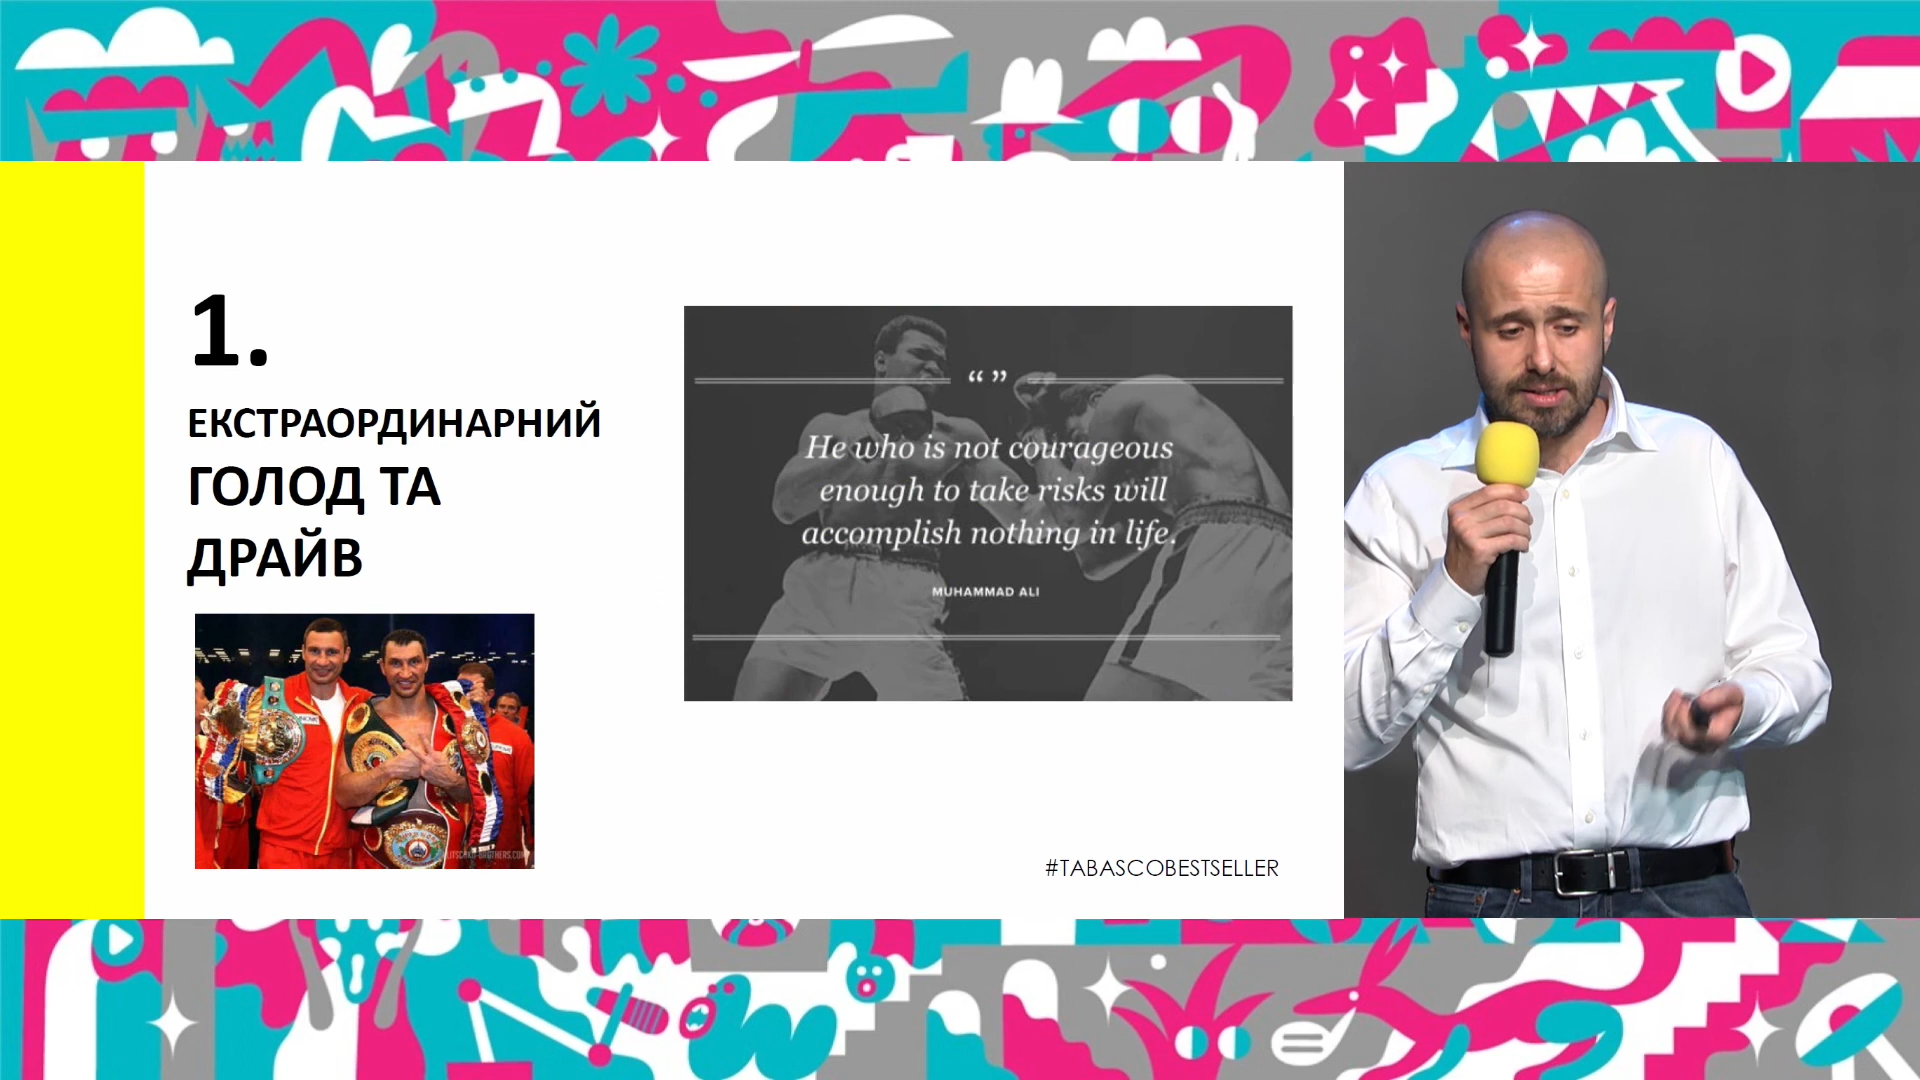 1.
ЕКСТРАОРДИНАРНИЙ
ГОЛОД ТА
ДРАЙВ
“ ”
He who is not courageous
enough to take risks will
accomplish nothing in life.
MUHAMMAD ALI
#TABASCOBESTSELLER